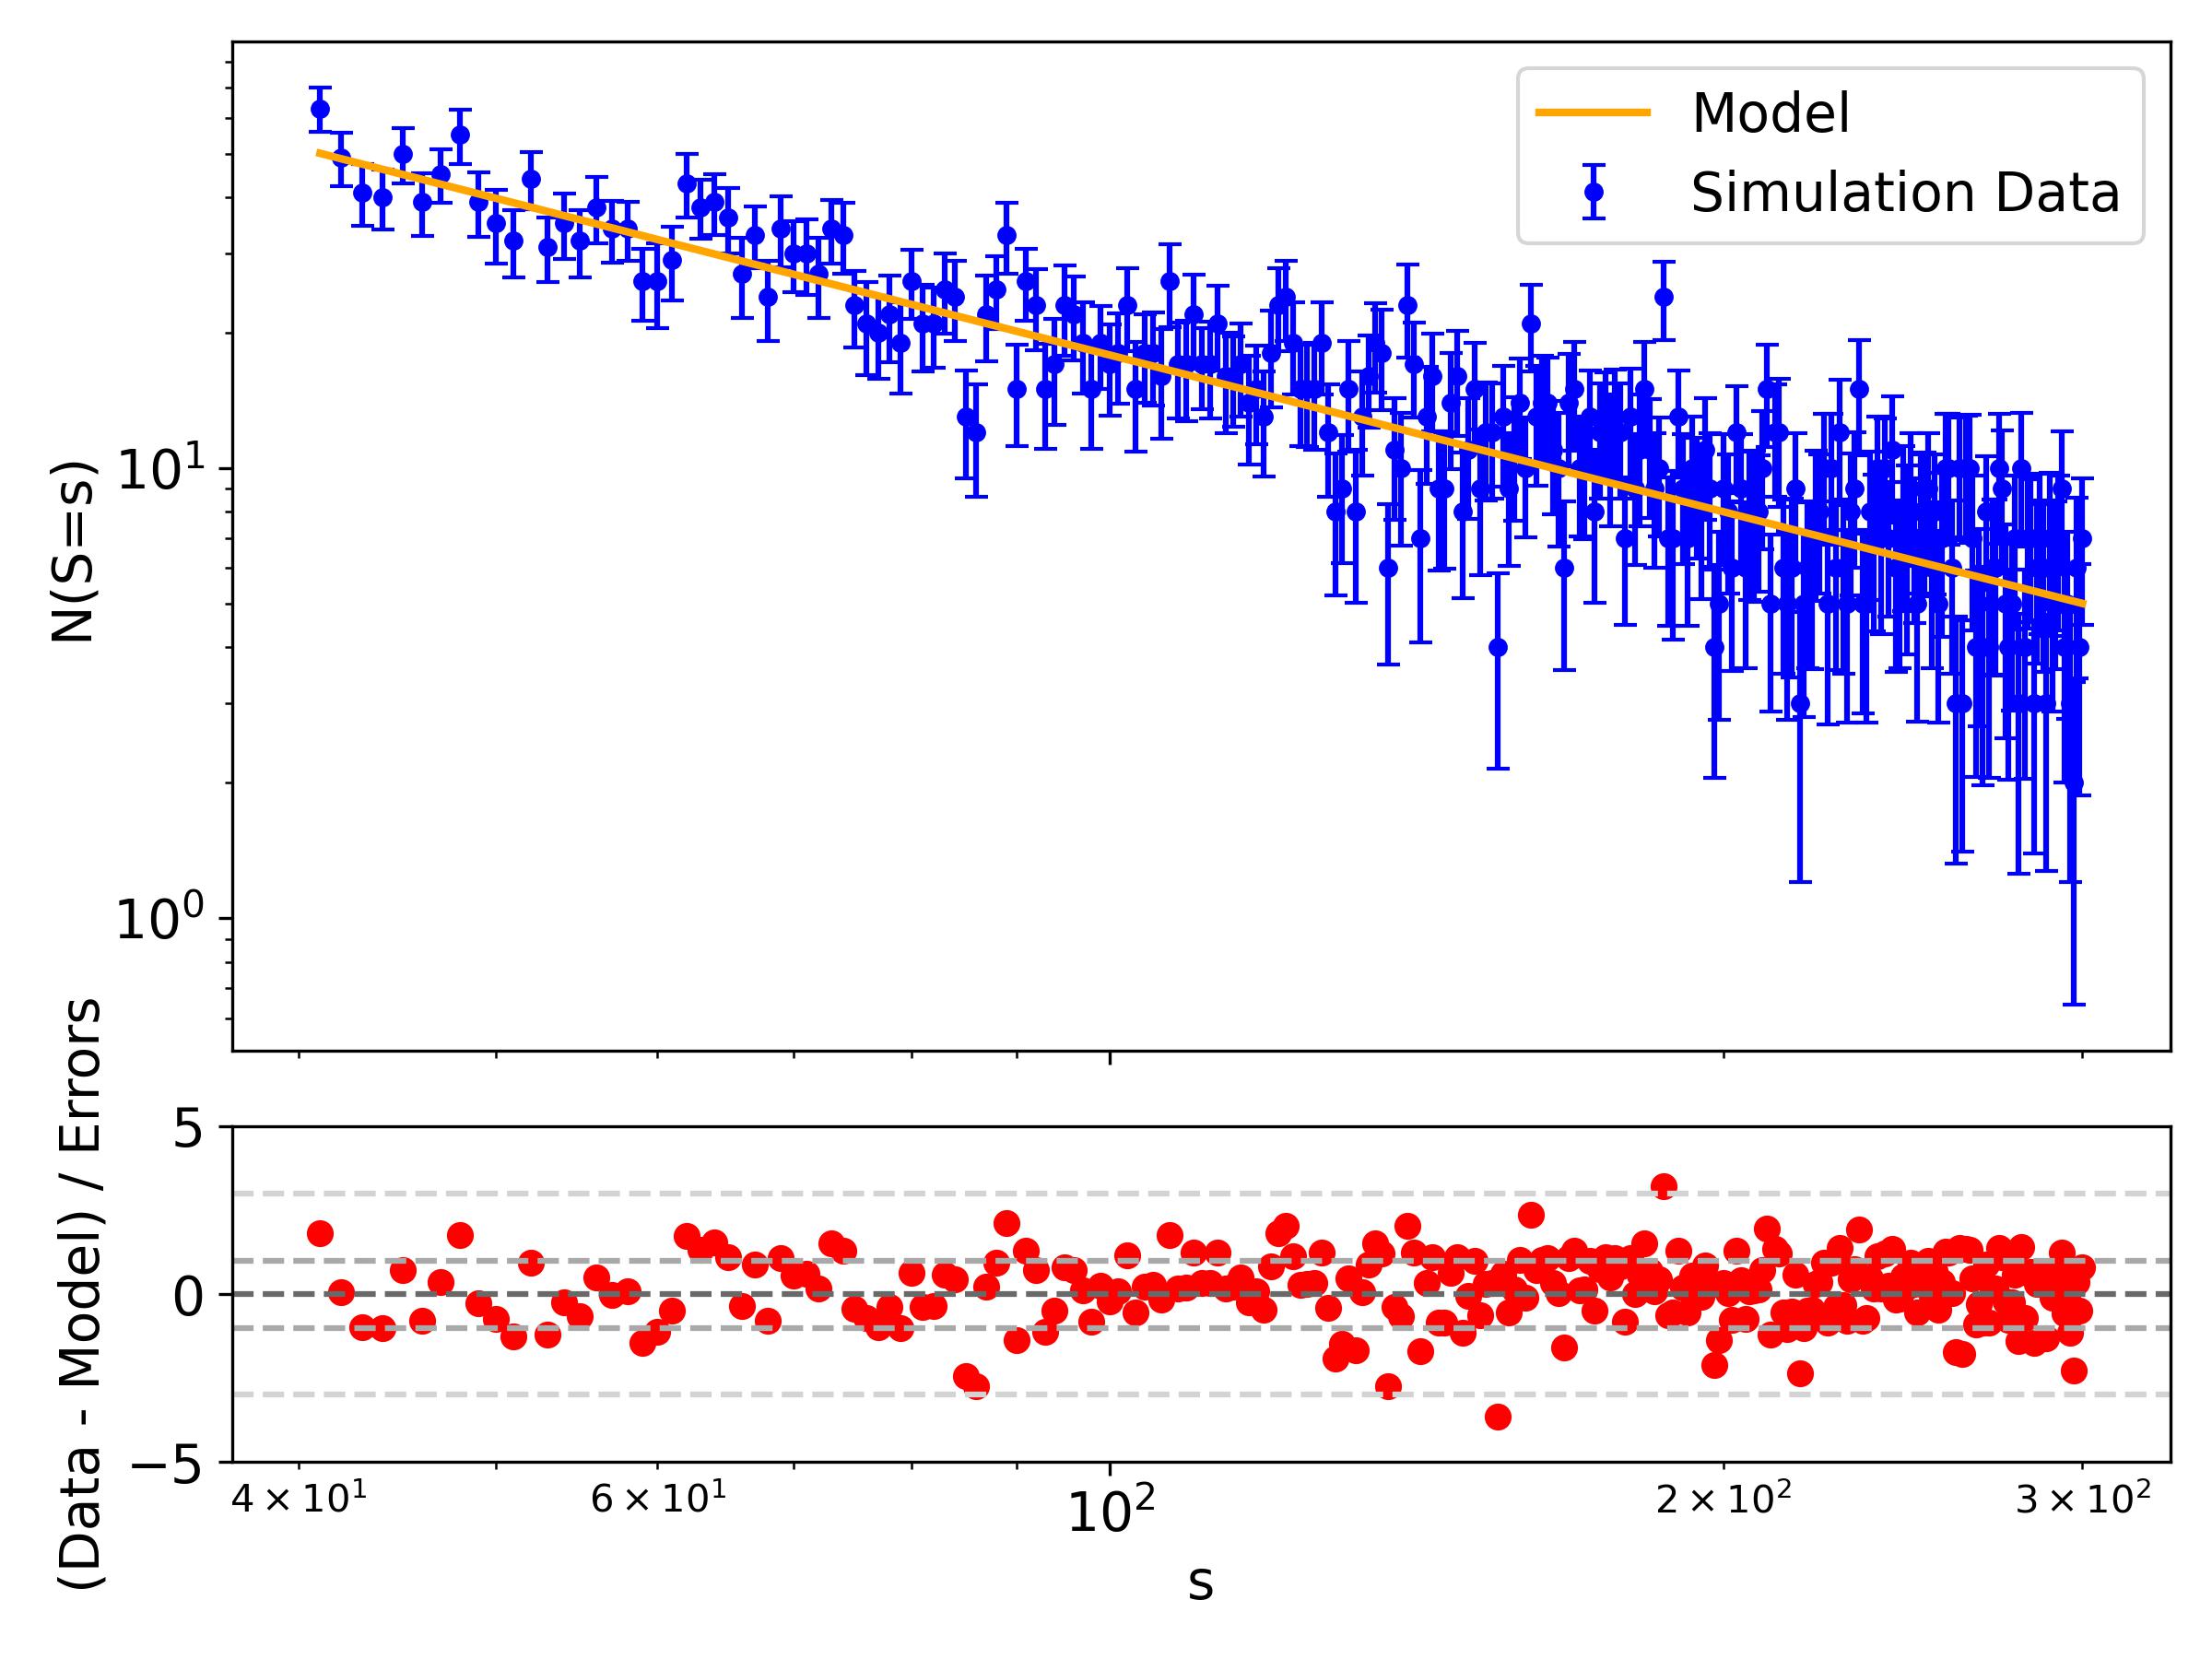 Model
Simulation Data
N(S=s)
10¹
10⁰
(Data - Model) / Errors
5
0
−5
4 × 10¹
6 × 10¹
10²
2 × 10²
3 × 10²
s